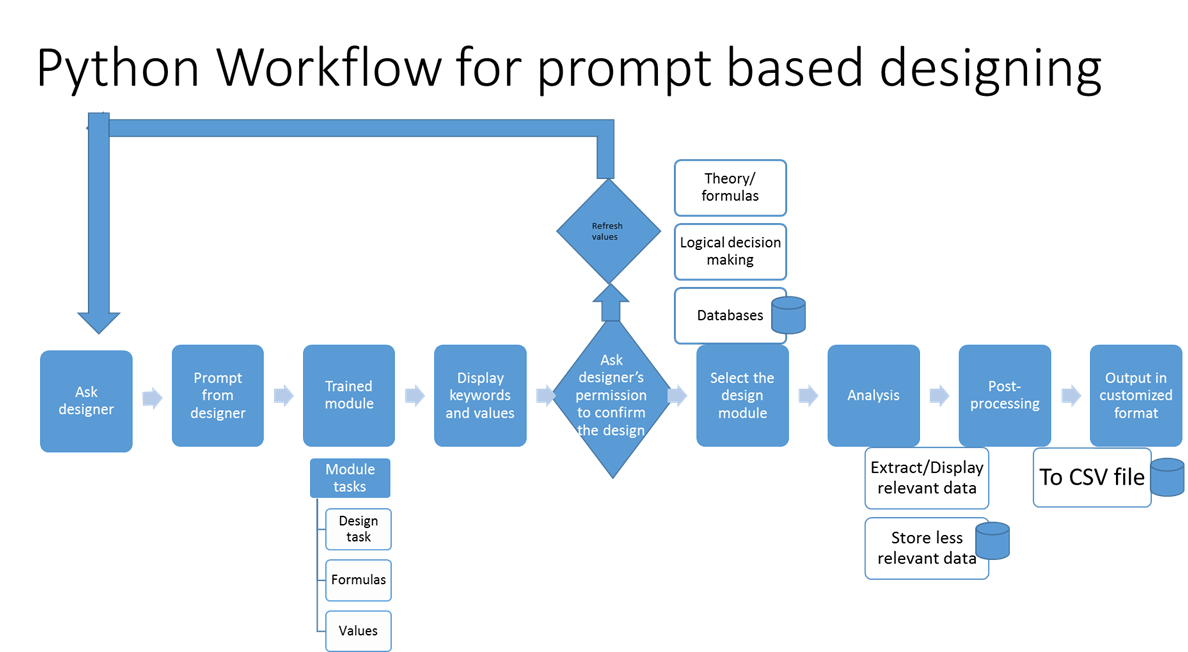 Python Workflow for prompt based designing
Refresh
values
Theory/
formulas
Logical decision
making
Databases
Ask
designer
Prompt
from
designer
Trained
module
Display
keywords
and values
Ask
designer’s
permission
to confirm
the design
Select the
design
module
Analysis
Post-
processing
Output in
customized
format
Module
tasks
Design
task
Formulas
Values
Extract/Display
relevant data
Store less
relevant data
To CSV file